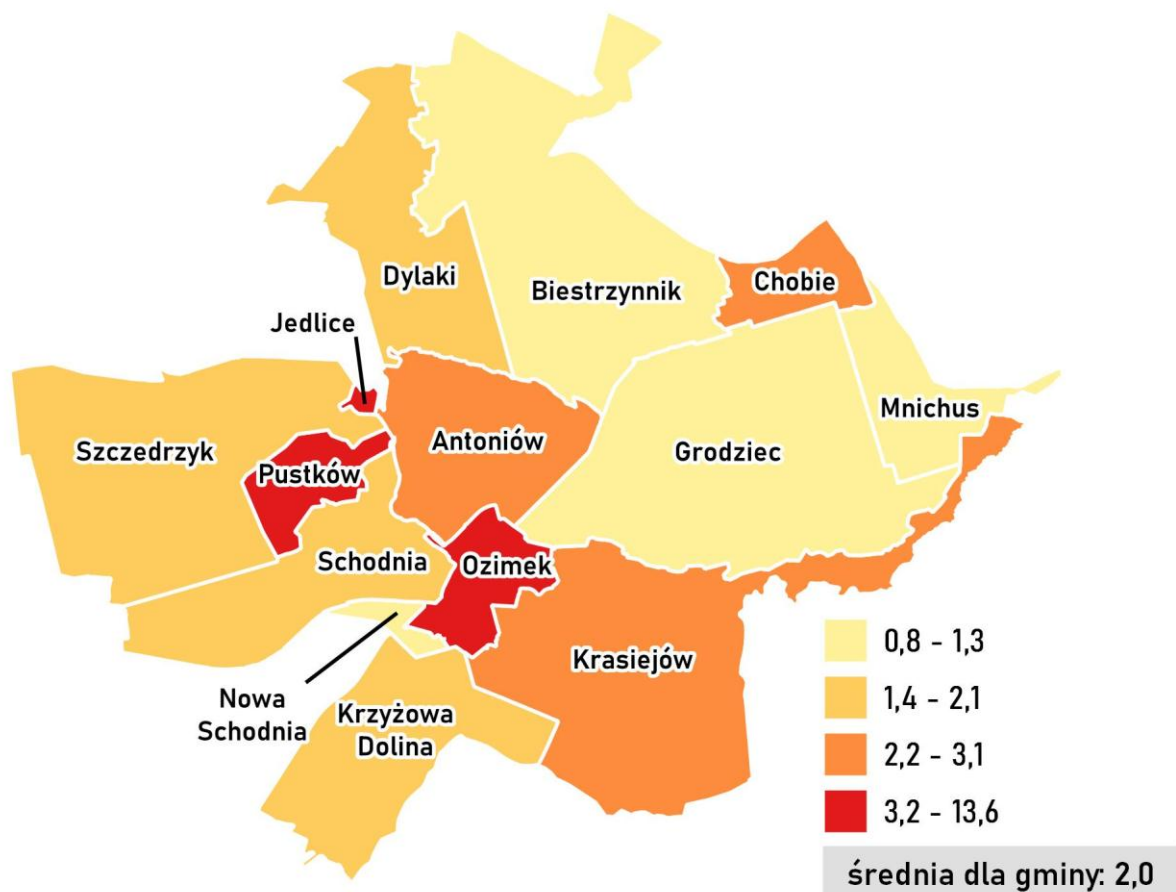 Dylaki
Biestrzynnik
Chobie
Jedlice
Mnichus
Szczedrzyk
Antoniów
Grodziec
Pustków
Schodnia
Ozimek
Krasiejów
Nowa
Schodnia
Krzyżowa
Dolina
0,8 - 1,3
1,4 - 2,1
2,2 - 3,1
3,2 - 13,6
średnia dla gminy: 2,0